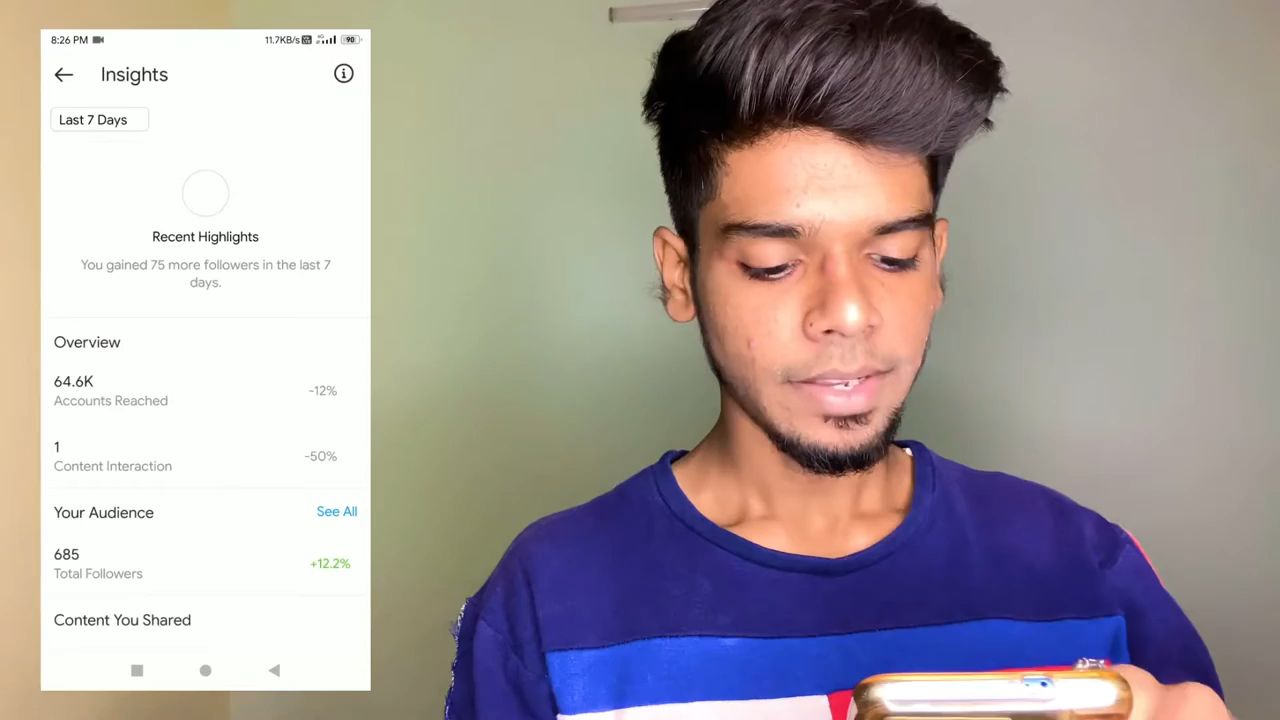 8:26 PM 11.7KB/s 4G 90
Insights
Last 7 Days
Recent Highlights
You gained 75 more followers in the last 7
days.
Overview
64.6K
-12%
Accounts Reached
1
-50%
Content Interaction
Your Audience See All
685
+12.2%
Total Followers
Content You Shared